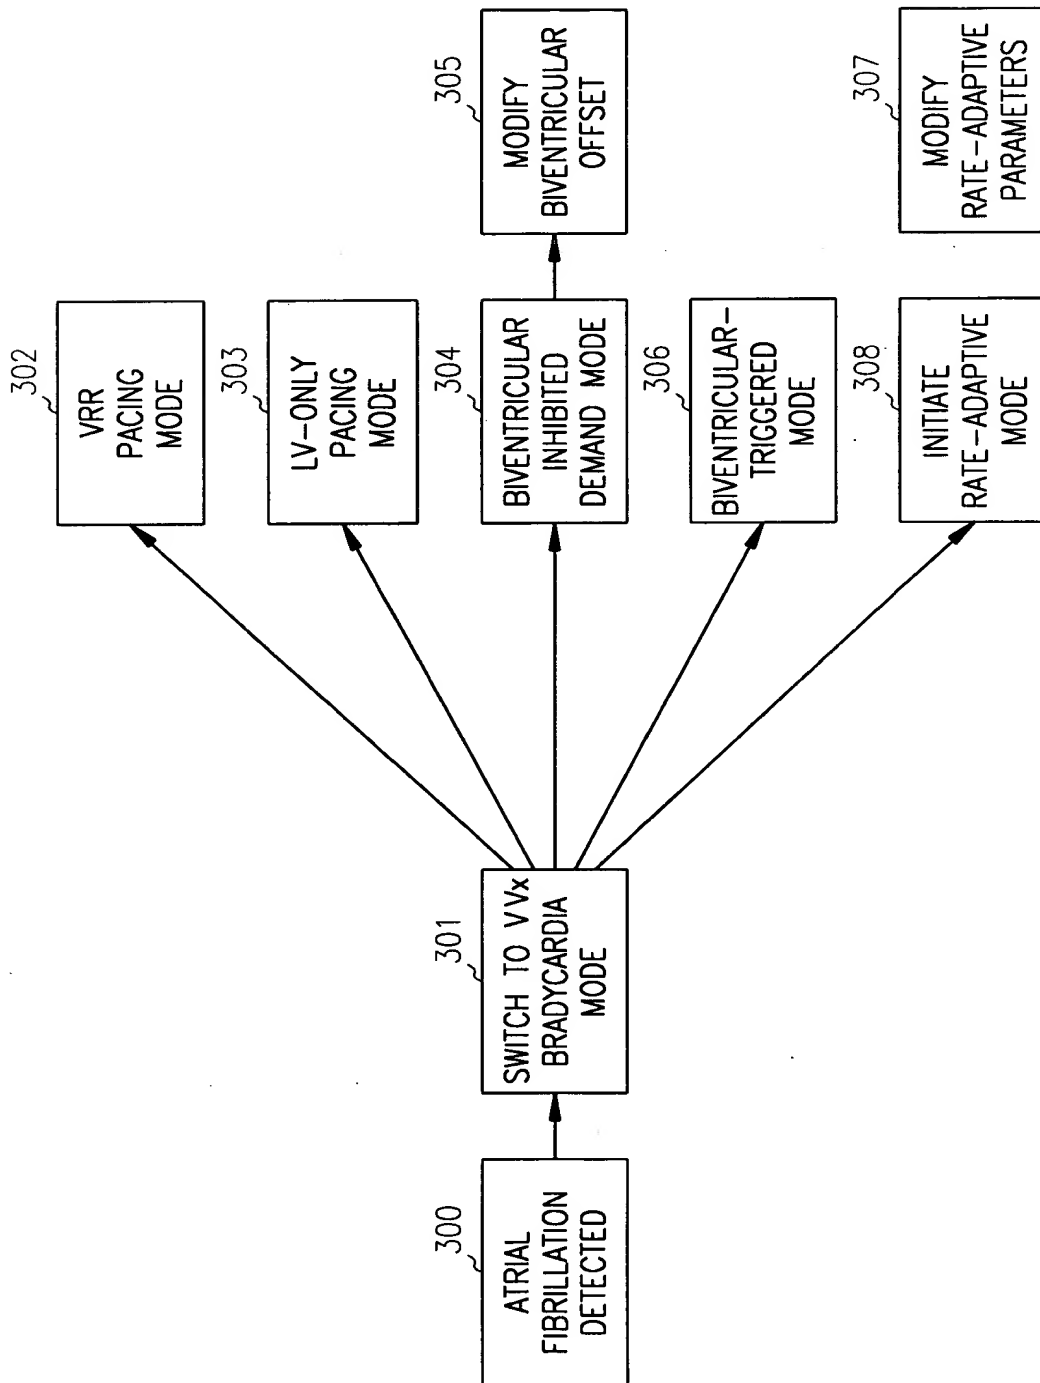 300
ATRIAL
FIBRILLATION
DETECTED
301
SWITCH TO VVx
BRADYCARDIA
MODE
302
VRR
PACING
MODE
303
LV-ONLY
PACING
MODE
304
BIVENTRICULAR
INHIBITED
DEMAND MODE
305
MODIFY
BIVENTRICULAR
OFFSET
306
BIVENTRICULAR-
TRIGGERED
MODE
308
INITIATE
RATE-ADAPTIVE
MODE
307
MODIFY
RATE-ADAPTIVE
PARAMETERS